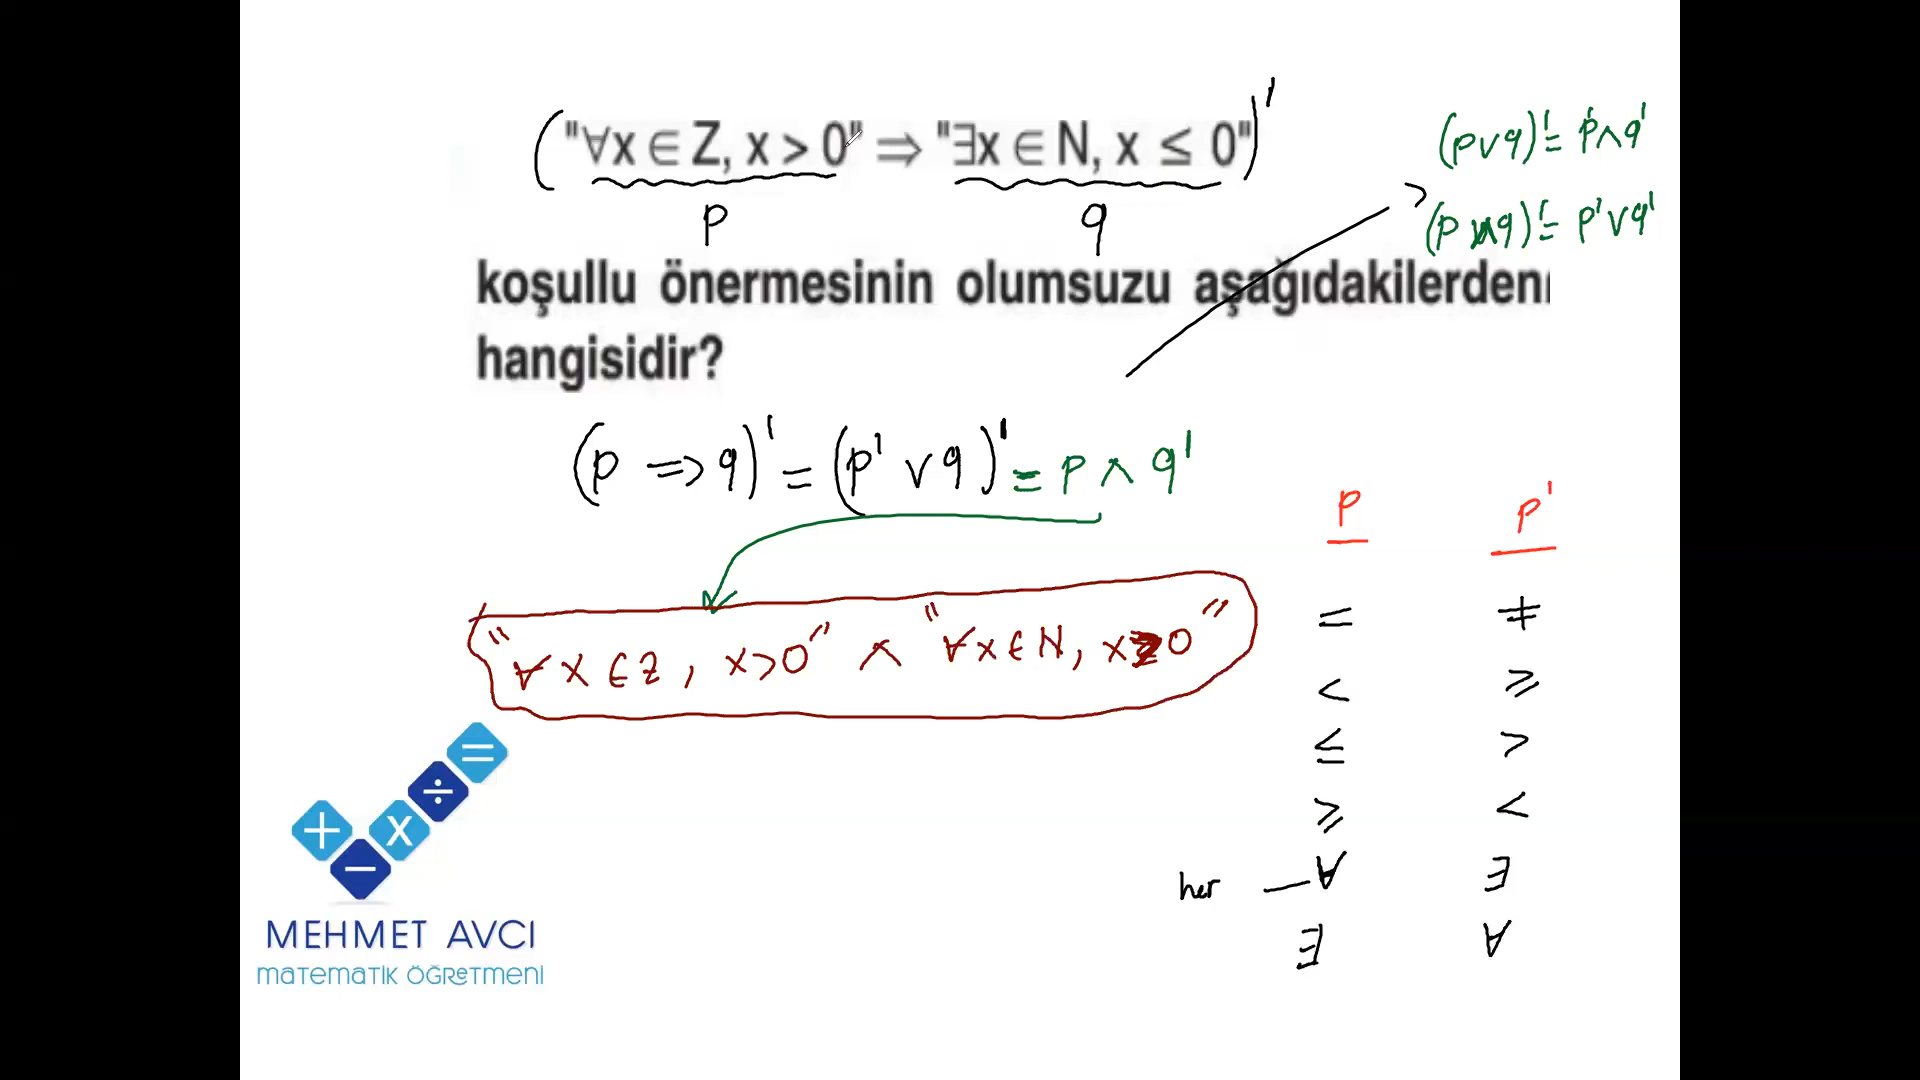 ("∀x ∈ Z, x > 0" ⇒ "∃x ∈ N, x ≤ 0")'
p q
(p∨q)' ≡ p'∧q'
(p∧q)' ≡ p'∨q'
koşullu önermesinin olumsuzu aşağıdakilerden
hangisidir?
(p ⇒ q)' ≡ (p' ∨ q)' ≡ p ∧ q'
"∀x ∈ Z, x>0" ∧ "∀x ∈ N, x>0"
p p'
= ≠
< ≥
≤ >
≥ <
her — ∀ ∃
∃ ∀
+ − x ÷ =
MEHMET AVCI
matematik öğretmeni